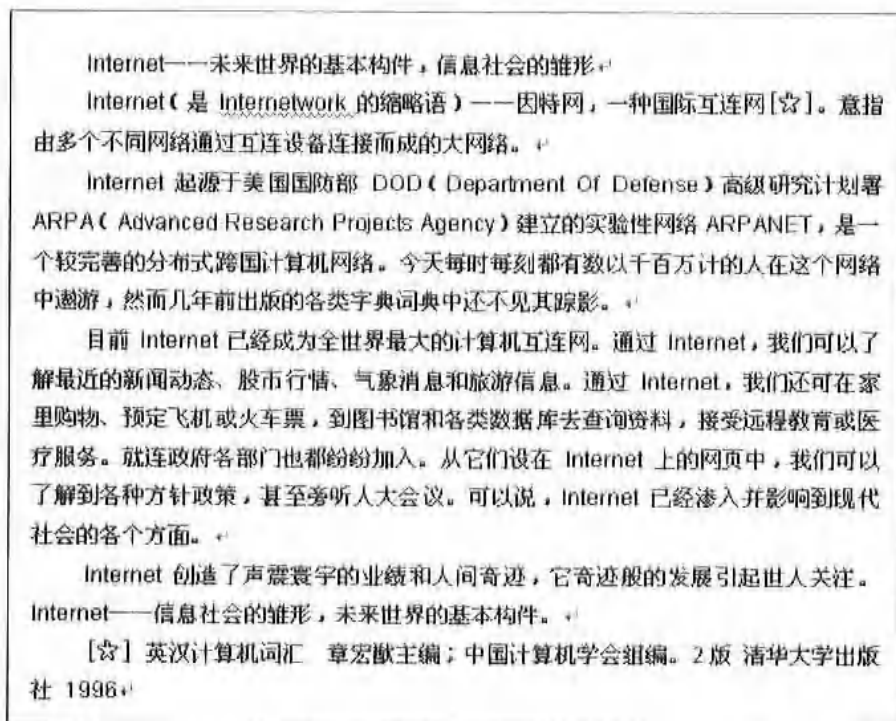 Internet——未来世界的基本构件，信息社会的雏形
Internet（是 Internetwork 的缩略语）——因特网，一种国际互连网[☆]。意指
由多个不同网络通过互连设备连接而成的大网络。
Internet 起源于美国国防部 DOD（Department Of Defense）高级研究计划署
ARPA（Advanced Research Projects Agency）建立的实验性网络 ARPANET，是一
个较完善的分布式跨国计算机网络。今天每时每刻都有数以千百万计的人在这个网络
中遨游，然而几年前出版的各类字典词典中还不见其踪影。
目前 Internet 已经成为全世界最大的计算机互连网。通过 Internet，我们可以了
解最近的新闻动态、股市行情、气象消息和旅游信息。通过 Internet，我们还可在家
里购物、预定飞机或火车票，到图书馆和各类数据库去查询资料，接受远程教育或医
疗服务。就连政府各部门也都纷纷加入。从它们设在 Internet 上的网页中，我们可以
了解到各种方针政策，甚至旁听人大会议。可以说，Internet 已经渗入并影响到现代
社会的各个方面。
Internet 创造了声震寰宇的业绩和人间奇迹，它奇迹般的发展引起世人关注。
Internet——信息社会的雏形，未来世界的基本构件。
[☆] 英汉计算机词汇　章宏猷主编；中国计算机学会组编。2版 清华大学出版
社 1996